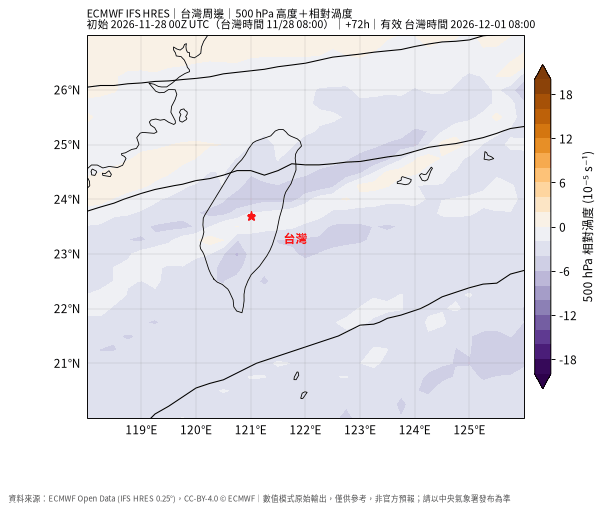 ECMWF IFS HRES｜台灣周邊｜500 hPa 高度＋相對渦度
初始 2026-11-28 00Z UTC（台灣時間 11/28 08:00）｜+72h｜有效 台灣時間 2026-12-01 08:00
26°N
25°N
24°N
23°N
22°N
21°N
119°E
120°E
121°E
122°E
123°E
124°E
125°E
台灣
18
12
6
0
-6
-12
-18
500 hPa 相對渦度 (10⁻⁵ s⁻¹)
資料來源：ECMWF Open Data (IFS HRES 0.25°)，CC-BY-4.0 © ECMWF｜數值模式原始輸出，僅供參考，非官方預報；請以中央氣象署發布為準